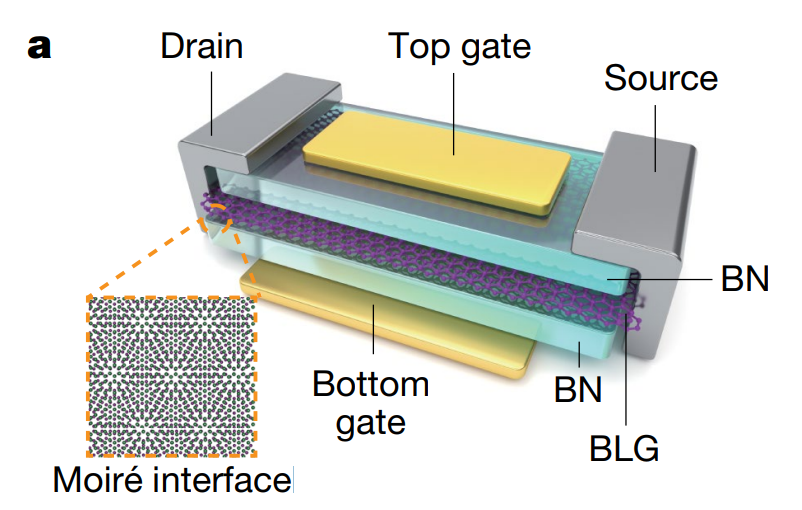 a
Drain
Top gate
Source
BN
Bottom
gate
BN
BLG
Moiré interface